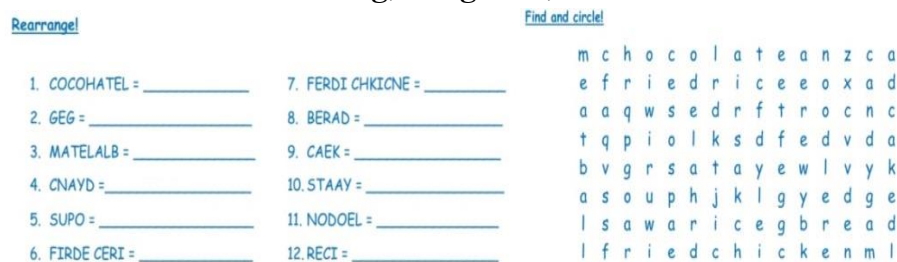 Rearrange!
1. COCOHATEL = ____________
2. GEG = ____________
3. MATELALB = ____________
4. CNAYD = ____________
5. SUPO = ____________
6. FIRDE CERI = ____________
7. FERDI CHKICNE = ____________
8. BERAD = ____________
9. CAEK = ____________
10. STAAY = ____________
11. NODOEL = ____________
12. RECI = ____________
Find and circle!
m c h o c o l a t e a n z c a
e f r i e d r i c e e o x a d
a a q w s e d r f t r o c n c
t q p i o l k s d f e d v d a
b v g r s a t a y e w l v y k
a s o u p h j k l g y e d g e
l s a w a r i c e g b r e a d
l f r i e d c h i c k e n m l